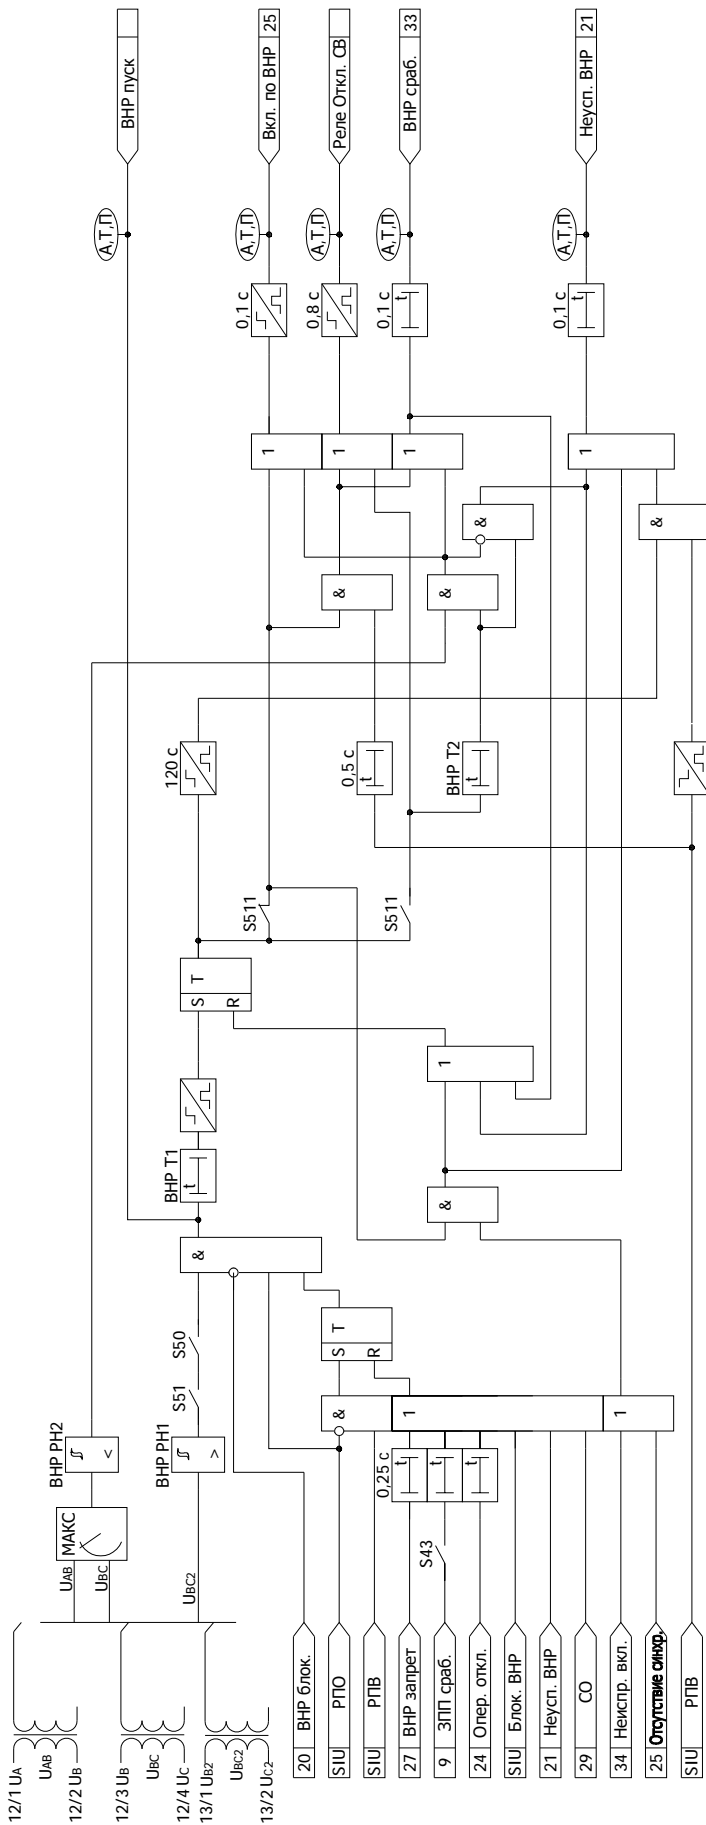 12/1 UA
UAB
12/2 UB
12/3 UB
UBC
12/4 UC
13/1 UB2
UBC2
13/2 UC2
UAB
UBC
UBC2
МАКС
ВНР РН2
<
ВНР РН1
>
S51
S50
&
ВНР Т1
t
S T
R
120 с
S511
S511
20 ВНР блок.
SIU РПО
SIU РПВ
27 ВНР запрет
9 ЗПП сраб.
24 Опер. откл.
SIU Блок. ВНР
21 Неусп. ВНР
29 СО
34 Неиспр. вкл.
25 Отсутствие синхр.
SIU РПВ
S43
0,25 с
t
t
t
&
1
1
S T
R
&
1
0,5 с
t
ВНР Т2
t
&
&
&
&
1
1
1
1
0,1 с
0,8 с
0,1 с
t
0,1 с
t
А,Т,П
А,Т,П
А,Т,П
А,Т,П
А,Т,П
ВНР пуск
Вкл. по ВНР 25
Реле Откл. СВ
ВНР сраб. 33
Неусп. ВНР 21